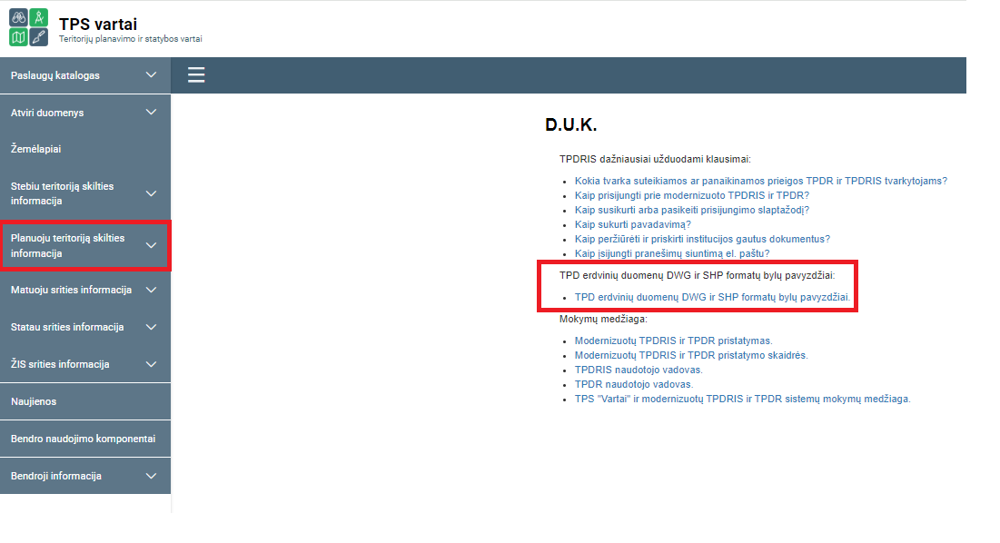 TPS vartai
Teritorijų planavimo ir statybos vartai
Paslaugų katalogas
Atviri duomenys
Žemėlapiai
Stebiu teritoriją skilties
informacija
Planuoju teritoriją skilties
informacija
Matuoju srities informacija
Statau srities informacija
ŽIS srities informacija
Naujienos
Bendro naudojimo komponentai
Bendroji informacija
D.U.K.
TPDRIS dažniausiai užduodami klausimai:
Kokia tvarka suteikiamos ar panaikinamos prieigos TPDR ir TPDRIS tvarkytojams?
Kaip prisijungti prie modernizuoto TPDRIS ir TPDR?
Kaip susikurti arba pasikeiti prisijungimo slaptažodį?
Kaip sukurti pavadavimą?
Kaip peržiūrėti ir priskirti institucijos gautus dokumentus?
Kaip įsijungti pranešimų siuntimą el. paštu?
TPD erdvinių duomenų DWG ir SHP formatų bylų pavyzdžiai:
TPD erdvinių duomenų DWG ir SHP formatų bylų pavyzdžiai.
Mokymų medžiaga:
Modernizuotų TPDRIS ir TPDR pristatymas.
Modernizuotų TPDRIS ir TPDR pristatymo skaidrės.
TPDRIS naudotojo vadovas.
TPDR naudotojo vadovas.
TPS "Vartai" ir modernizuotų TPDRIS ir TPDR sistemų mokymų medžiaga.